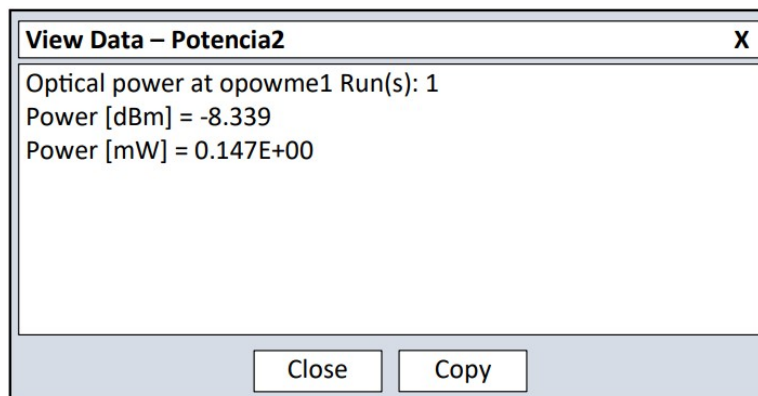 View Data – Potencia2 X
Optical power at opowme1 Run(s): 1
Power [dBm] = -8.339
Power [mW] = 0.147E+00
Close Copy